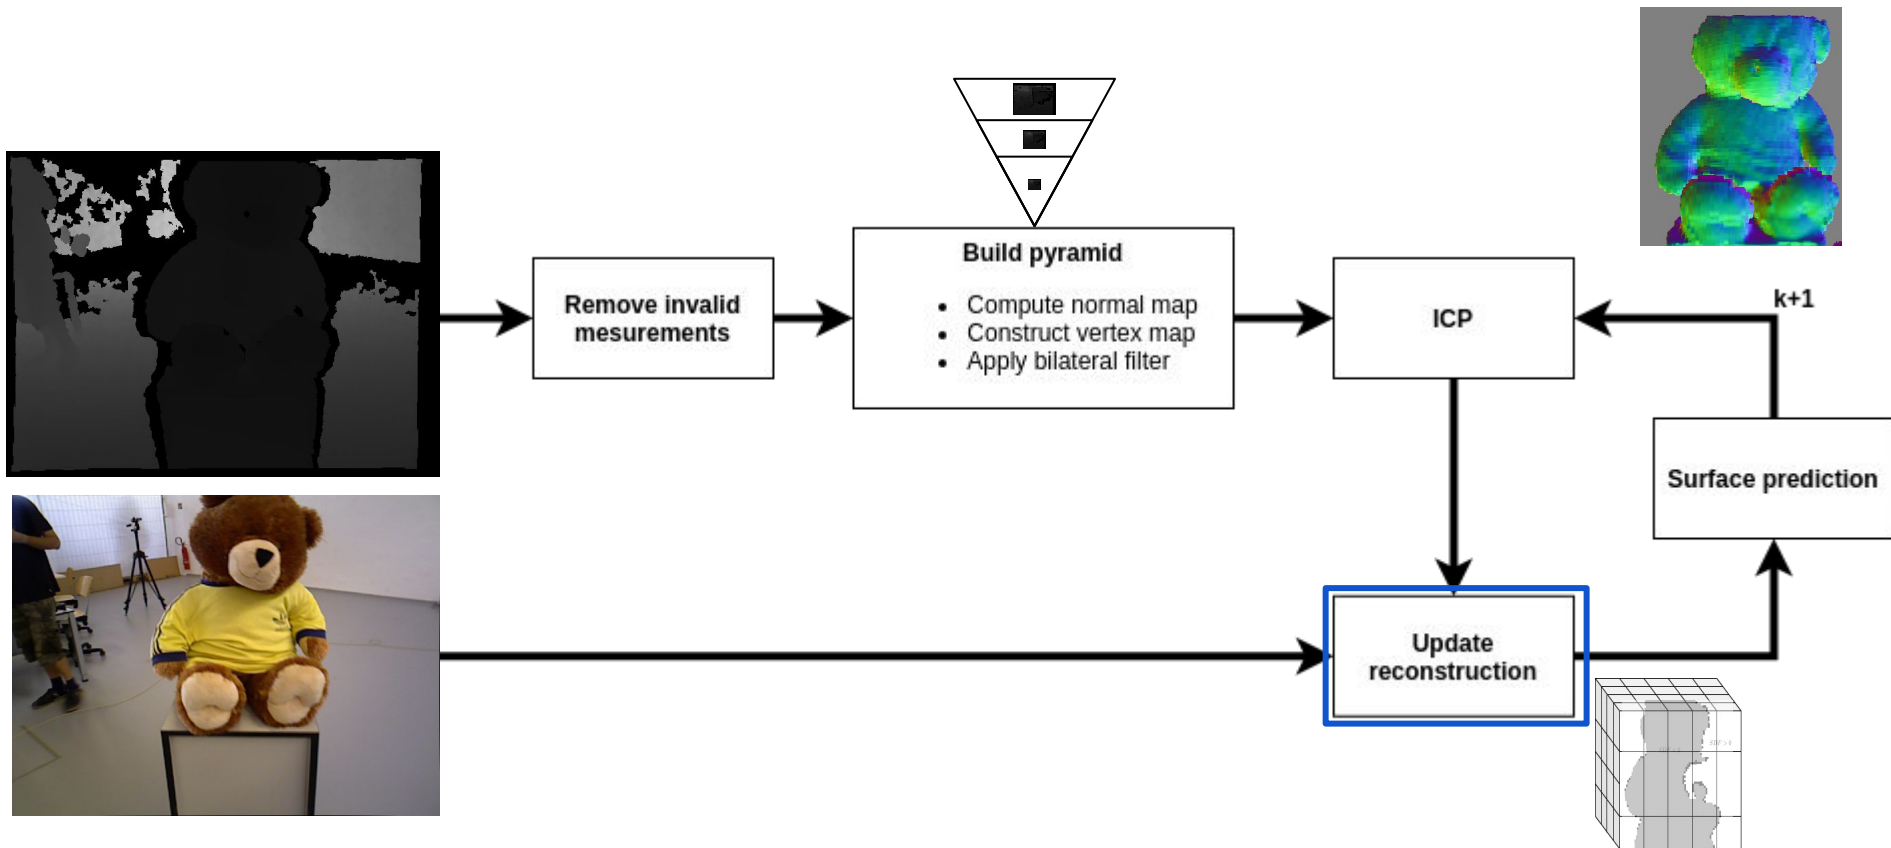 Build pyramid
Remove invalid
mesurements
• Compute normal map
• Construct vertex map
• Apply bilateral filter
ICP
k+1
Surface prediction
Update
reconstruction